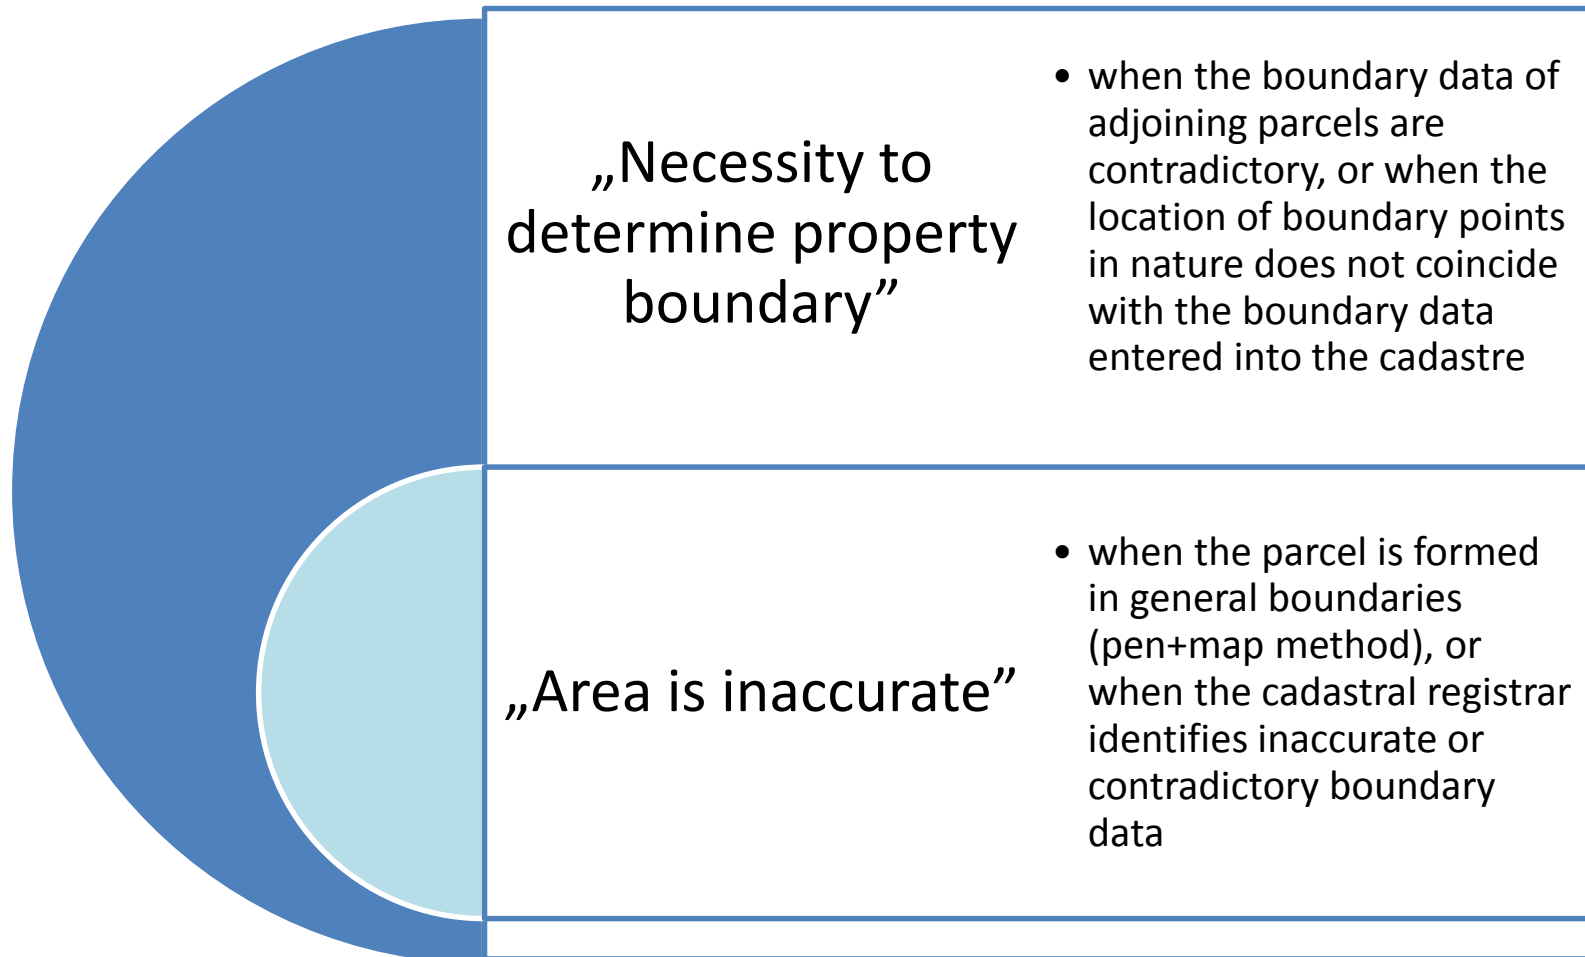 „Necessity to
determine property
boundary”
• when the boundary data of
adjoining parcels are
contradictory, or when the
location of boundary points
in nature does not coincide
with the boundary data
entered into the cadastre
„Area is inaccurate”
• when the parcel is formed
in general boundaries
(pen+map method), or
when the cadastral registrar
identifies inaccurate or
contradictory boundary
data